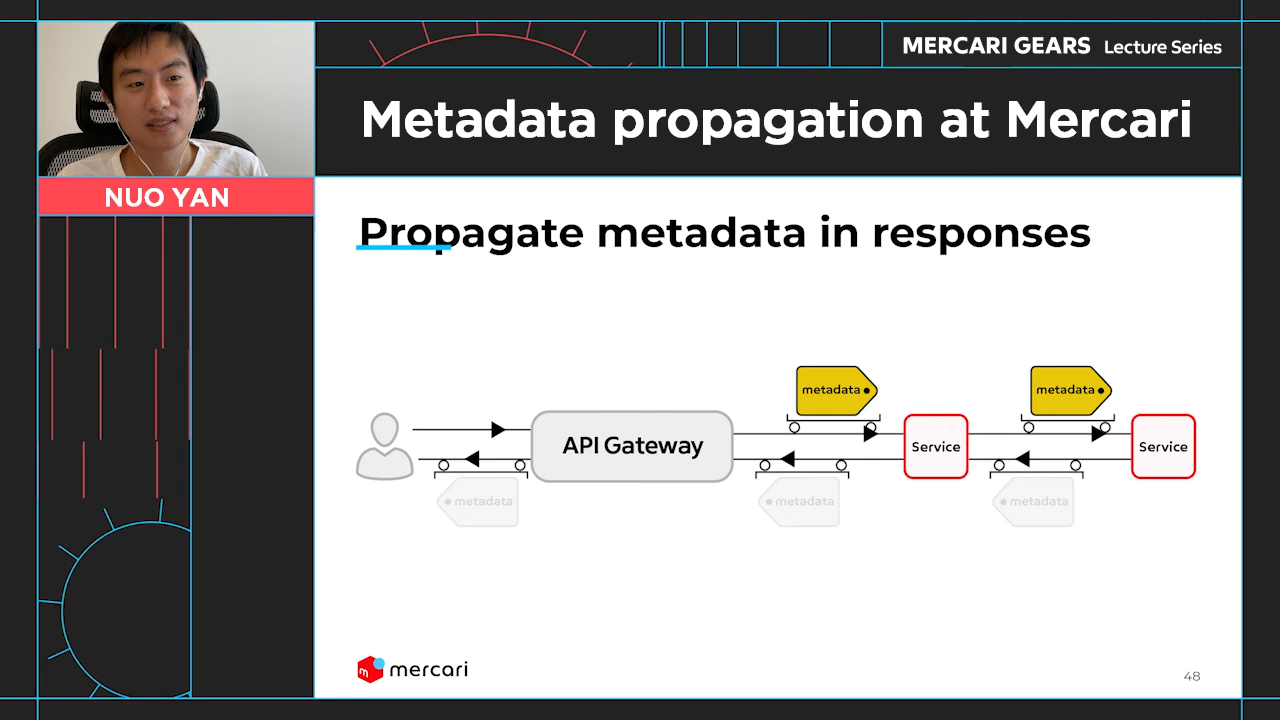 MERCARI GEARS Lecture Series
Metadata propagation at Mercari
NUO YAN
Propagate metadata in responses
metadata
metadata
API Gateway
Service
Service
metadata
metadata
metadata
m mercari
48